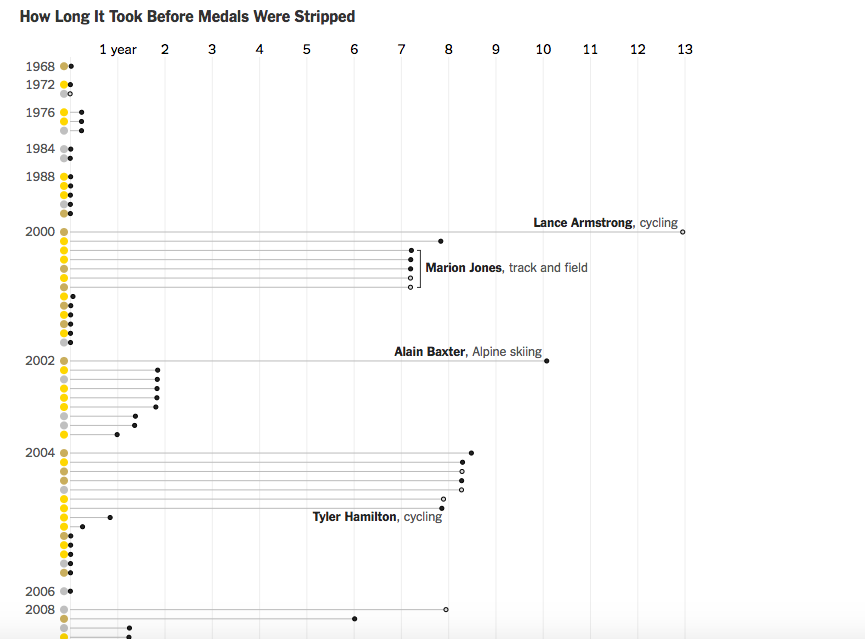 How Long It Took Before Medals Were Stripped
1 year 2 3 4 5 6 7 8 9 10 11 12 13
1968
1972
1976
1984
1988
Lance Armstrong, cycling
2000
Marion Jones, track and field
Alain Baxter, Alpine skiing
2002
2004
Tyler Hamilton, cycling
2006
2008